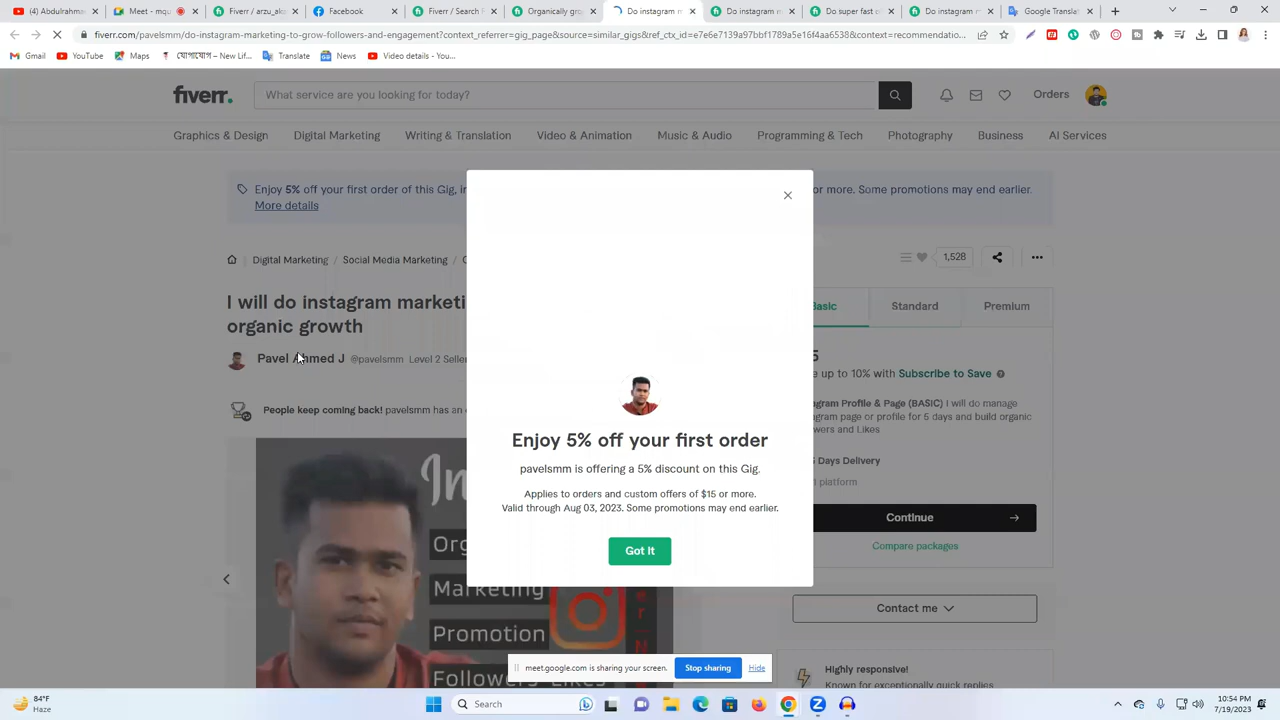 (4) Abdulrahm
Meet - mqu
Fiverr / arzu_alo
Facebook
Fiverr / Search F
Organically gro
Do instagram m
Do instagram m
Do super fast o
Do instagram m
Google Transla
fiverr.com/pavelsmm/do-instagram-marketing-to-grow-followers-and-engagement?context_referrer=gig_page&source=similar_gigs&ref_ctx_id=e7e6e7139a97bbf1789a5e16f4aa6538&context=recommendatio...
Gmail
YouTube
Maps
যোগাযোগ – New Lif...
Translate
News
Video details - You...
fiverr.
What service are you looking for today?
Orders
Graphics & Design
Digital Marketing
Writing & Translation
Video & Animation
Music & Audio
Programming & Tech
Photography
Business
AI Services
Enjoy 5% off your first order of this Gig, i
or more. Some promotions may end earlier.
More details
Digital Marketing
Social Media Marketing
1,528
I will do instagram marketi
organic growth
Pavel Ahmed J
@pavelsmm
Level 2 Seller
People keep coming back! pavelsmm has an
Basic
Standard
Premium
5
e up to 10% with Subscribe to Save
ogram Profile & Page (BASIC) I will do manage
gram page or profile for 5 days and build organic
wers and Likes
5 Days Delivery
1 platform
Continue
Compare packages
Contact me
Highly responsive!
Known for exceptionally quick replies
Enjoy 5% off your first order
pavelsmm is offering a 5% discount on this Gig.
Applies to orders and custom offers of $15 or more.
Valid through Aug 03, 2023. Some promotions may end earlier.
Got It
In
Org
Marketing
Promotion
Followers-Likes
meet.google.com is sharing your screen.
Stop sharing
Hide
84°F
Haze
Search
10:54 PM
7/19/2023